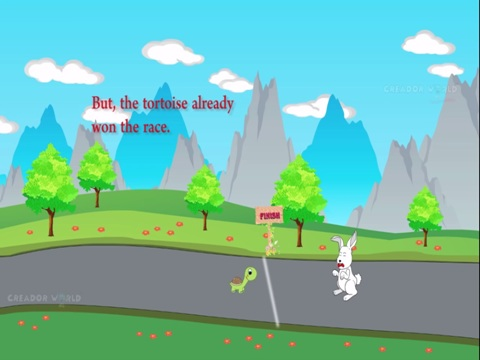 CREADOR WORLD
But, the tortoise already
won the race.
FINISH
CREADOR WORLD